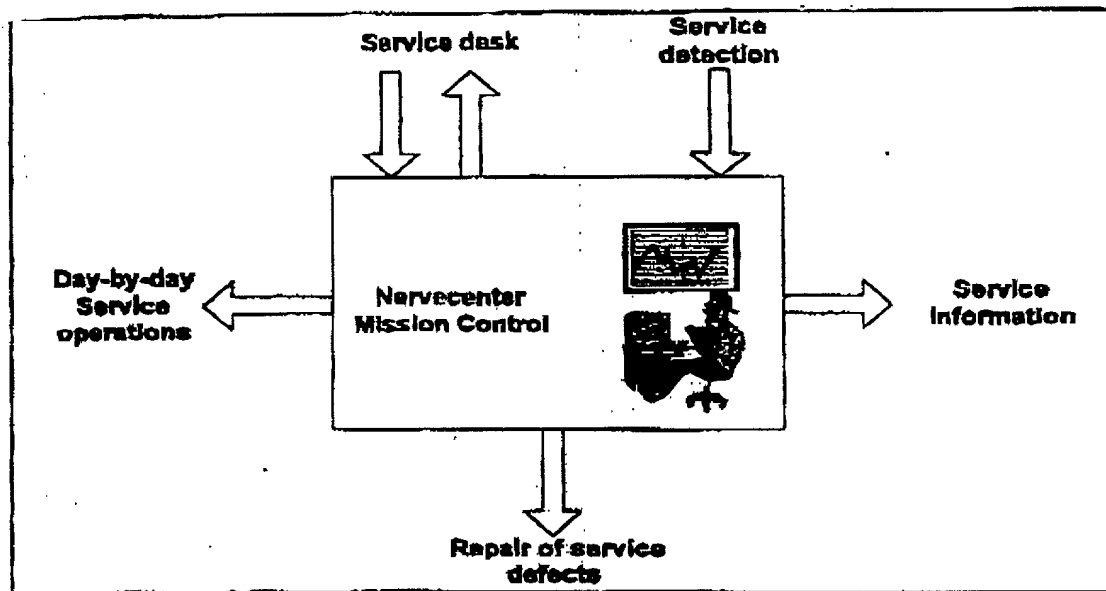 Service desk
Service
detection
Day-by-day
Service
operations
Nervecenter
Mission Control
Service
information
Repair of service
defects